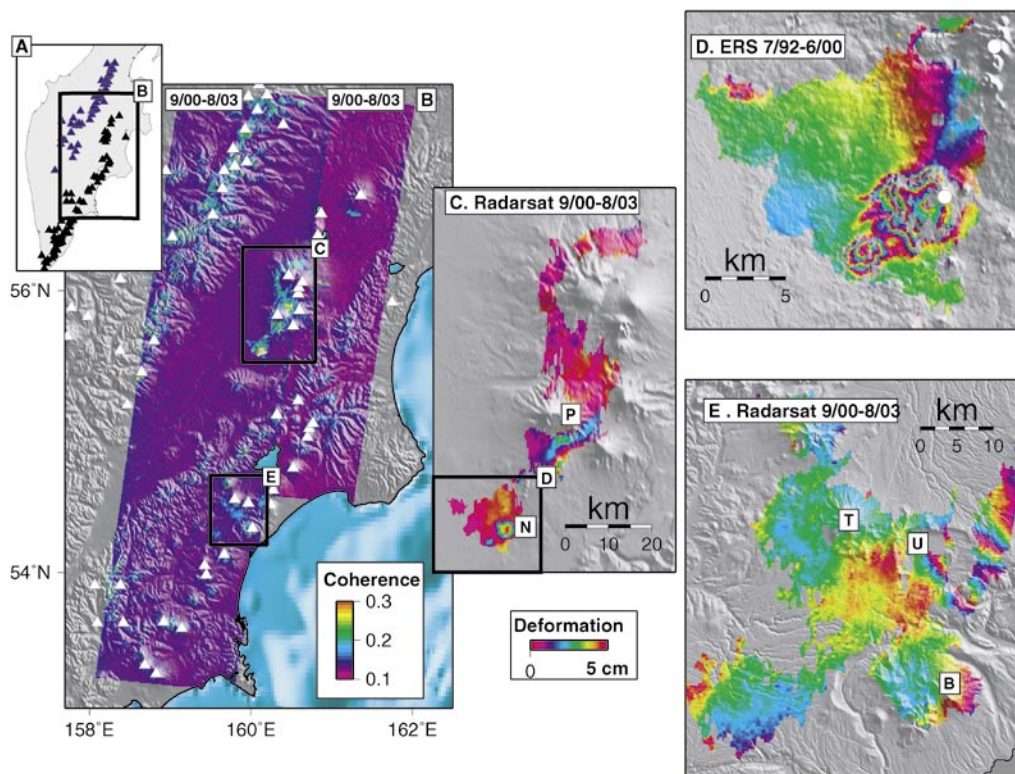 A
B
9/00-8/03
9/00-8/03
B
C
E
56°N
54°N
158°E
160°E
162°E
Coherence
0.3
0.2
0.1
C. Radarsat 9/00-8/03
P
D
N
km
0 10 20
Deformation
0
5 cm
D. ERS 7/92-6/00
km
0 5
E . Radarsat 9/00-8/03
km
0 5 10
T
U
B